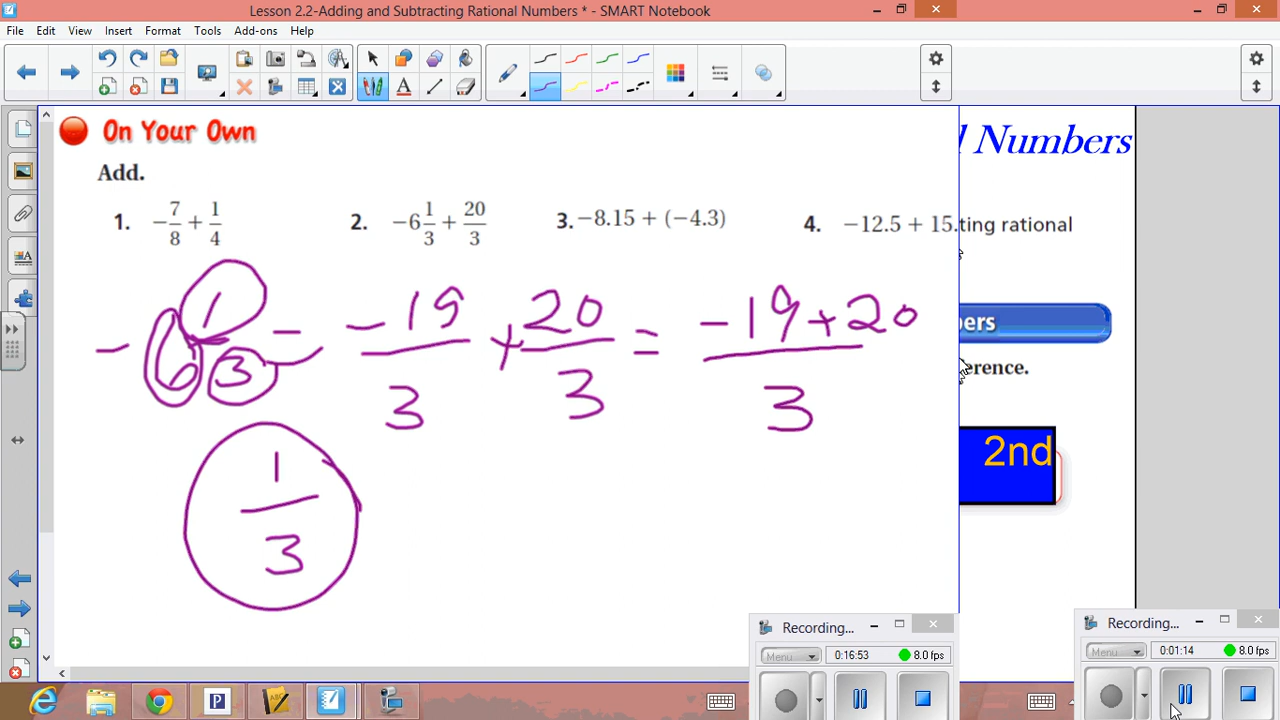 Lesson 2.2-Adding and Subtracting Rational Numbers * - SMART Notebook
File Edit View Insert Format Tools Add-ons Help
On Your Own
Numbers
Add.
1. -7/8 + 1/4
2. -6 1/3 + 20/3
3. -8.15 + (-4.3)
4. -12.5 + 15.
ting rational
- 6 1/3 = -19/3 + 20/3 = -19+20/3
bers
erence.
2nd
1/3
Recording...
Menu 0:16:53 8.0 fps
Recording...
Menu 0:01:14 8.0 fps